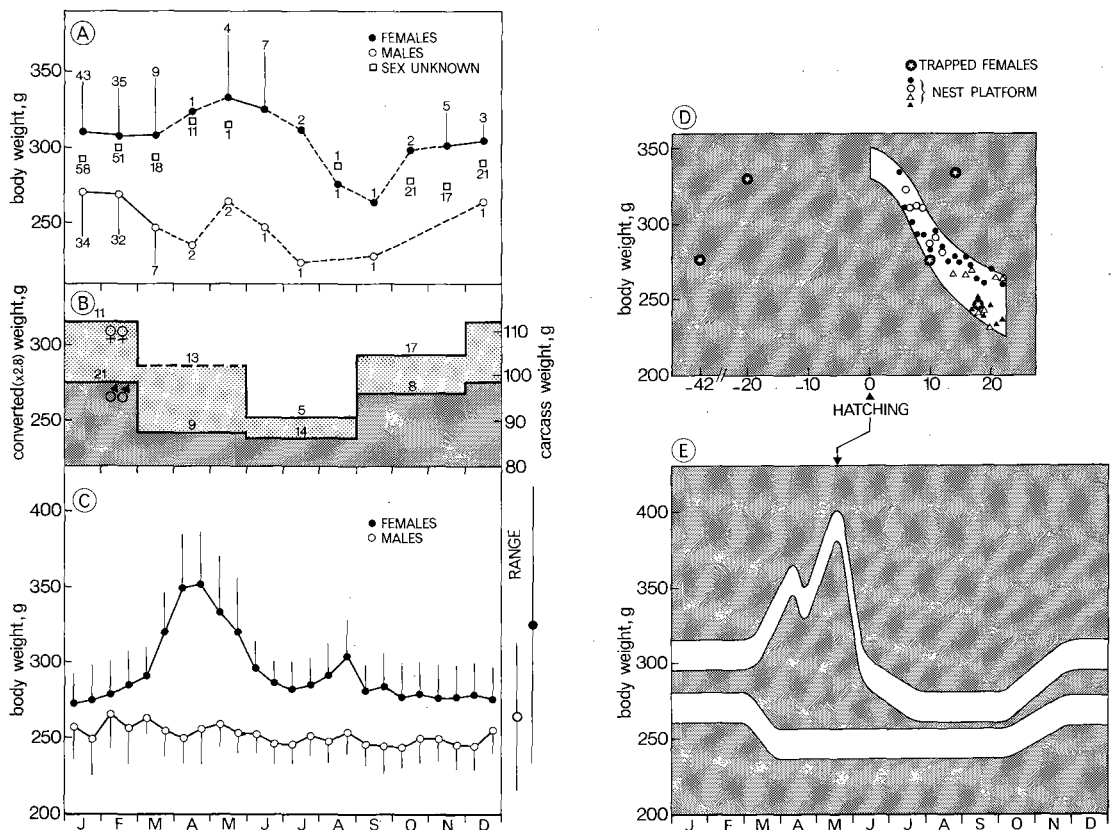 A
● FEMALES
○ MALES
□ SEX UNKNOWN
body weight, g
350
300
250
43
35
9
1
4
7
2
1
1
2
5
3
58
51
18
11
1
1
21
17
21
34
32
7
2
2
1
1
1
1
B
converted (x2.8) weight, g
300
250
carcass weight, g
110
100
90
80
11
♀♀
21
♂♂
13
9
5
14
17
8
C
● FEMALES
○ MALES
body weight, g
400
350
300
250
200
RANGE
J F M A M J J A S O N D
TRAPPED FEMALES
NEST PLATFORM
D
body weight, g
350
300
250
200
-42 -20 -10 0 10 20
HATCHING
E
body weight, g
400
350
300
250
200
J F M A M J J A S O N D